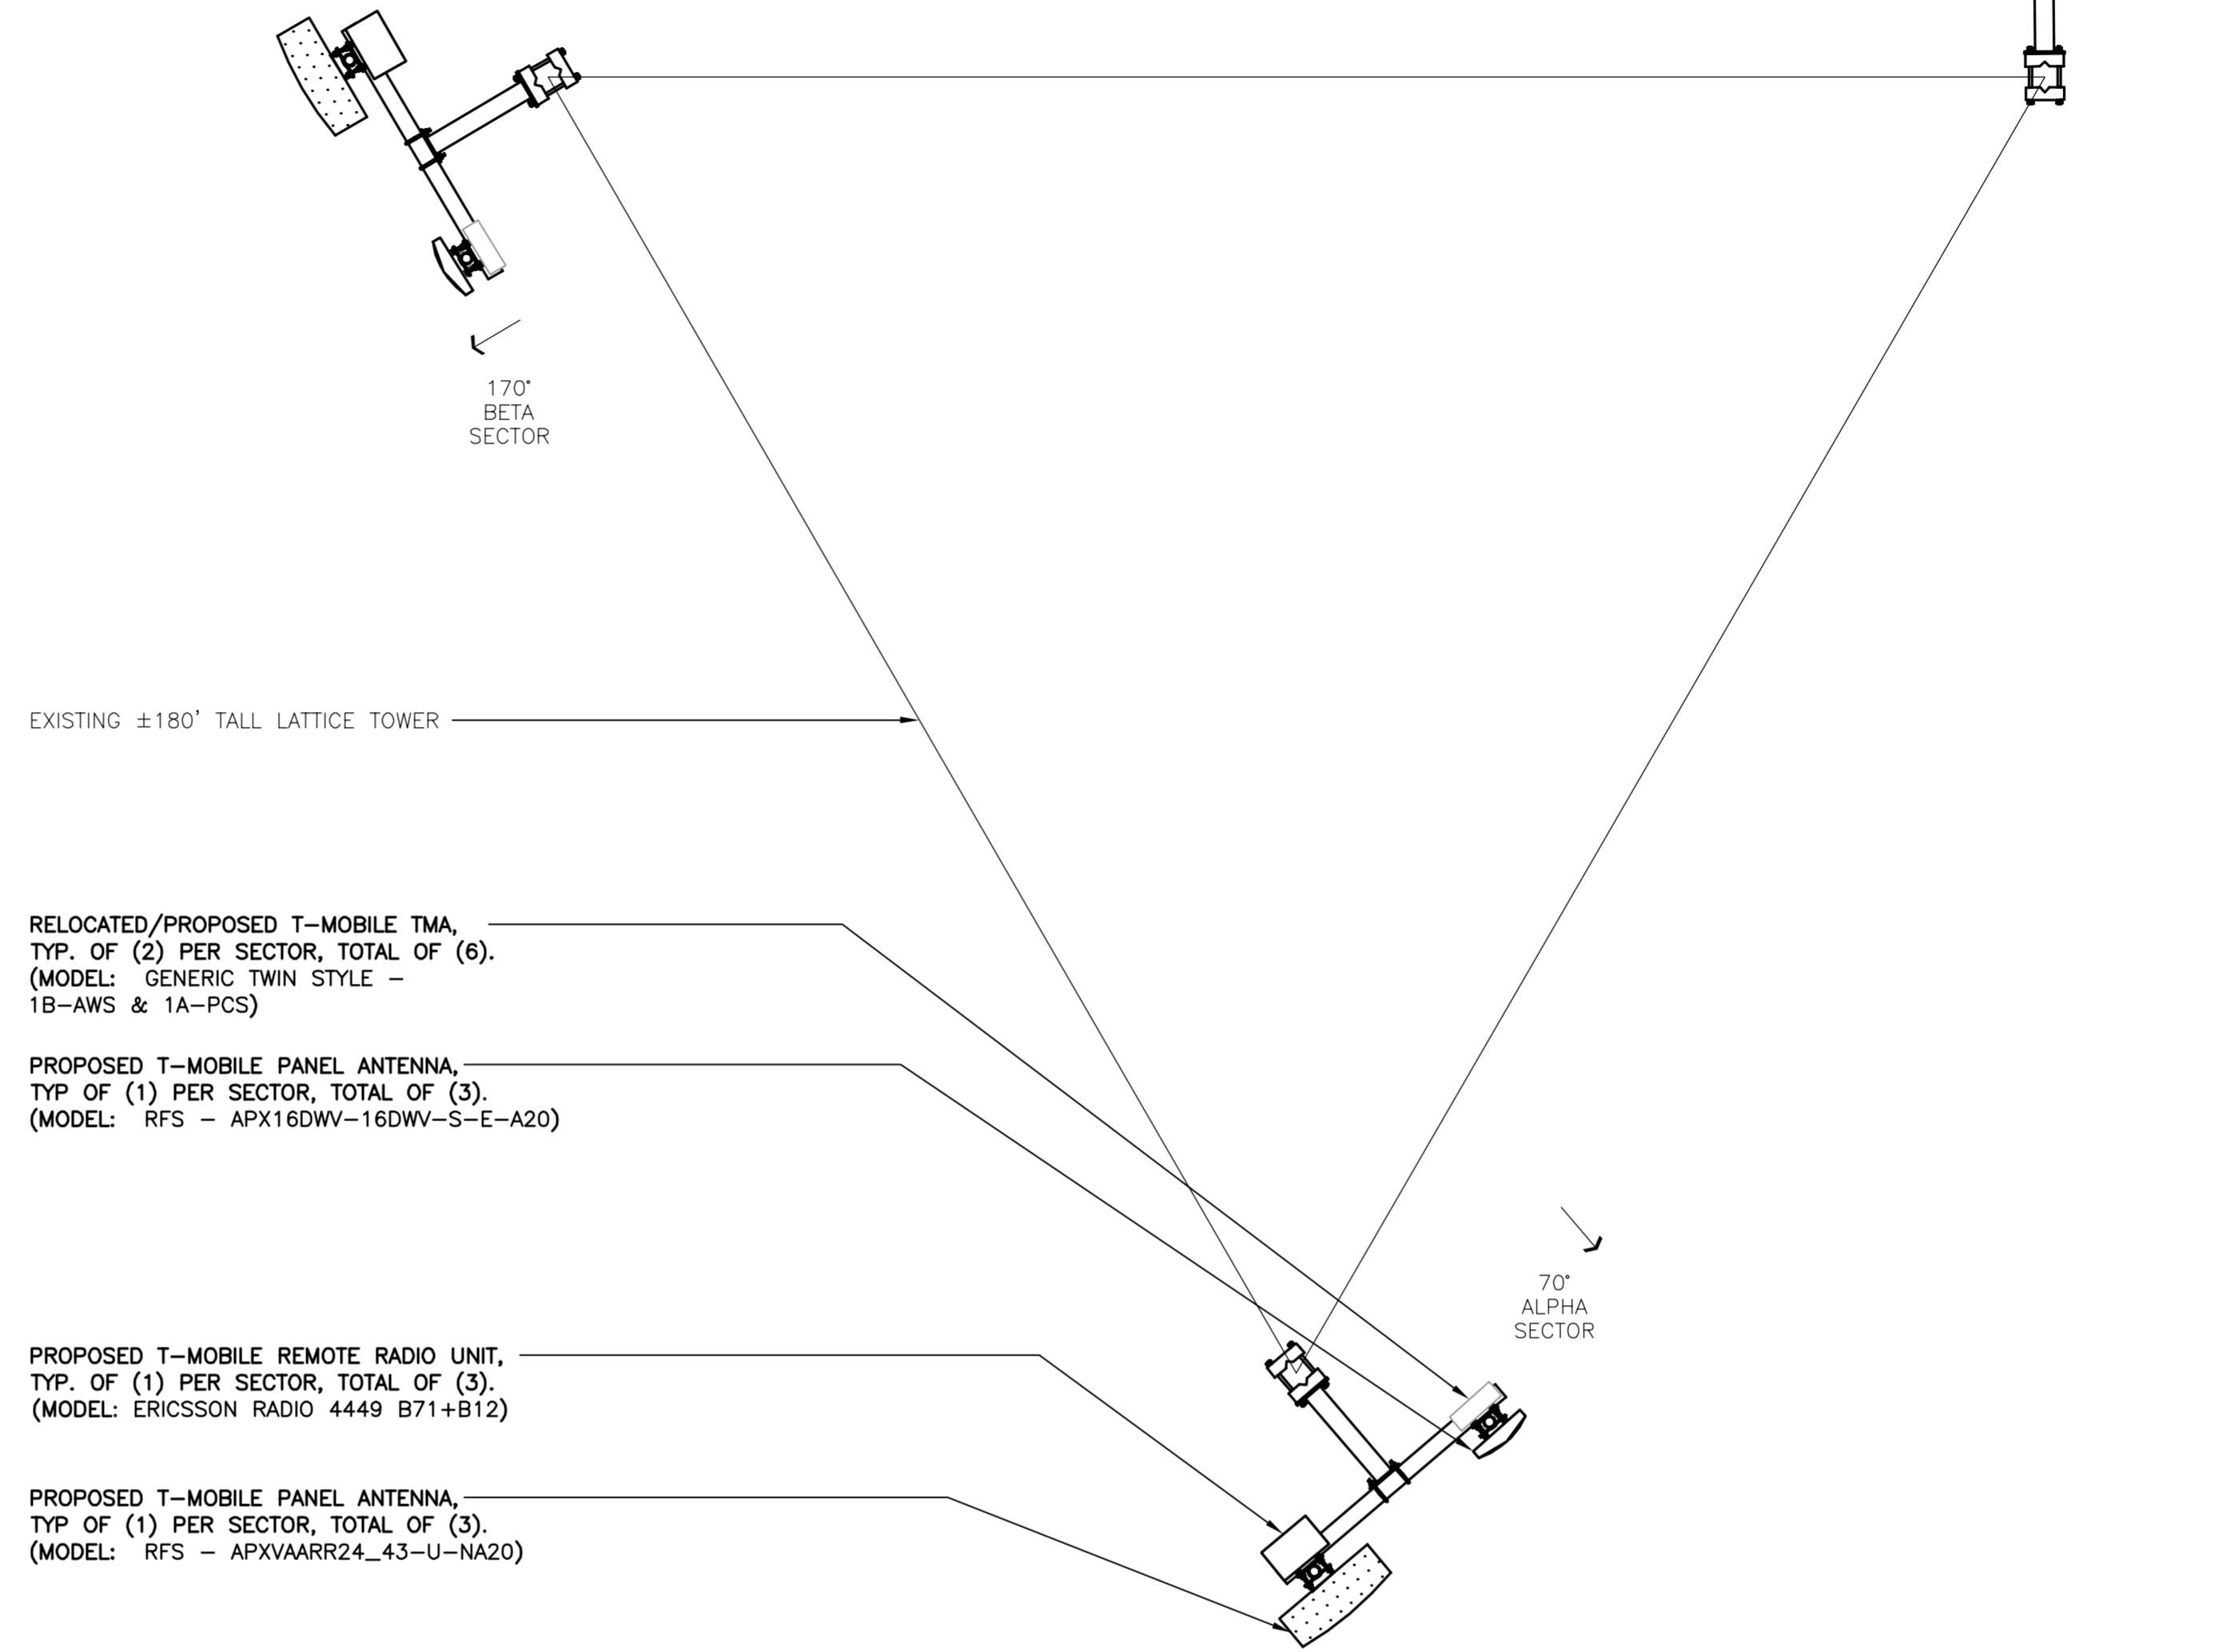 170°
BETA
SECTOR
EXISTING ±180' TALL LATTICE TOWER
RELOCATED/PROPOSED T-MOBILE TMA,
TYP. OF (2) PER SECTOR, TOTAL OF (6).
(MODEL: GENERIC TWIN STYLE -
1B-AWS & 1A-PCS)
PROPOSED T-MOBILE PANEL ANTENNA,
TYP OF (1) PER SECTOR, TOTAL OF (3).
(MODEL: RFS - APX16DWV-16DWV-S-E-A20)
70°
ALPHA
SECTOR
PROPOSED T-MOBILE REMOTE RADIO UNIT,
TYP. OF (1) PER SECTOR, TOTAL OF (3).
(MODEL: ERICSSON RADIO 4449 B71+B12)
PROPOSED T-MOBILE PANEL ANTENNA,
TYP OF (1) PER SECTOR, TOTAL OF (3).
(MODEL: RFS - APXVAARR24_43-U-NA20)